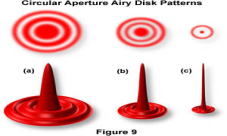 Circular Aperture Airy Disk Patterns
(a) (b) (c)
Figure 9